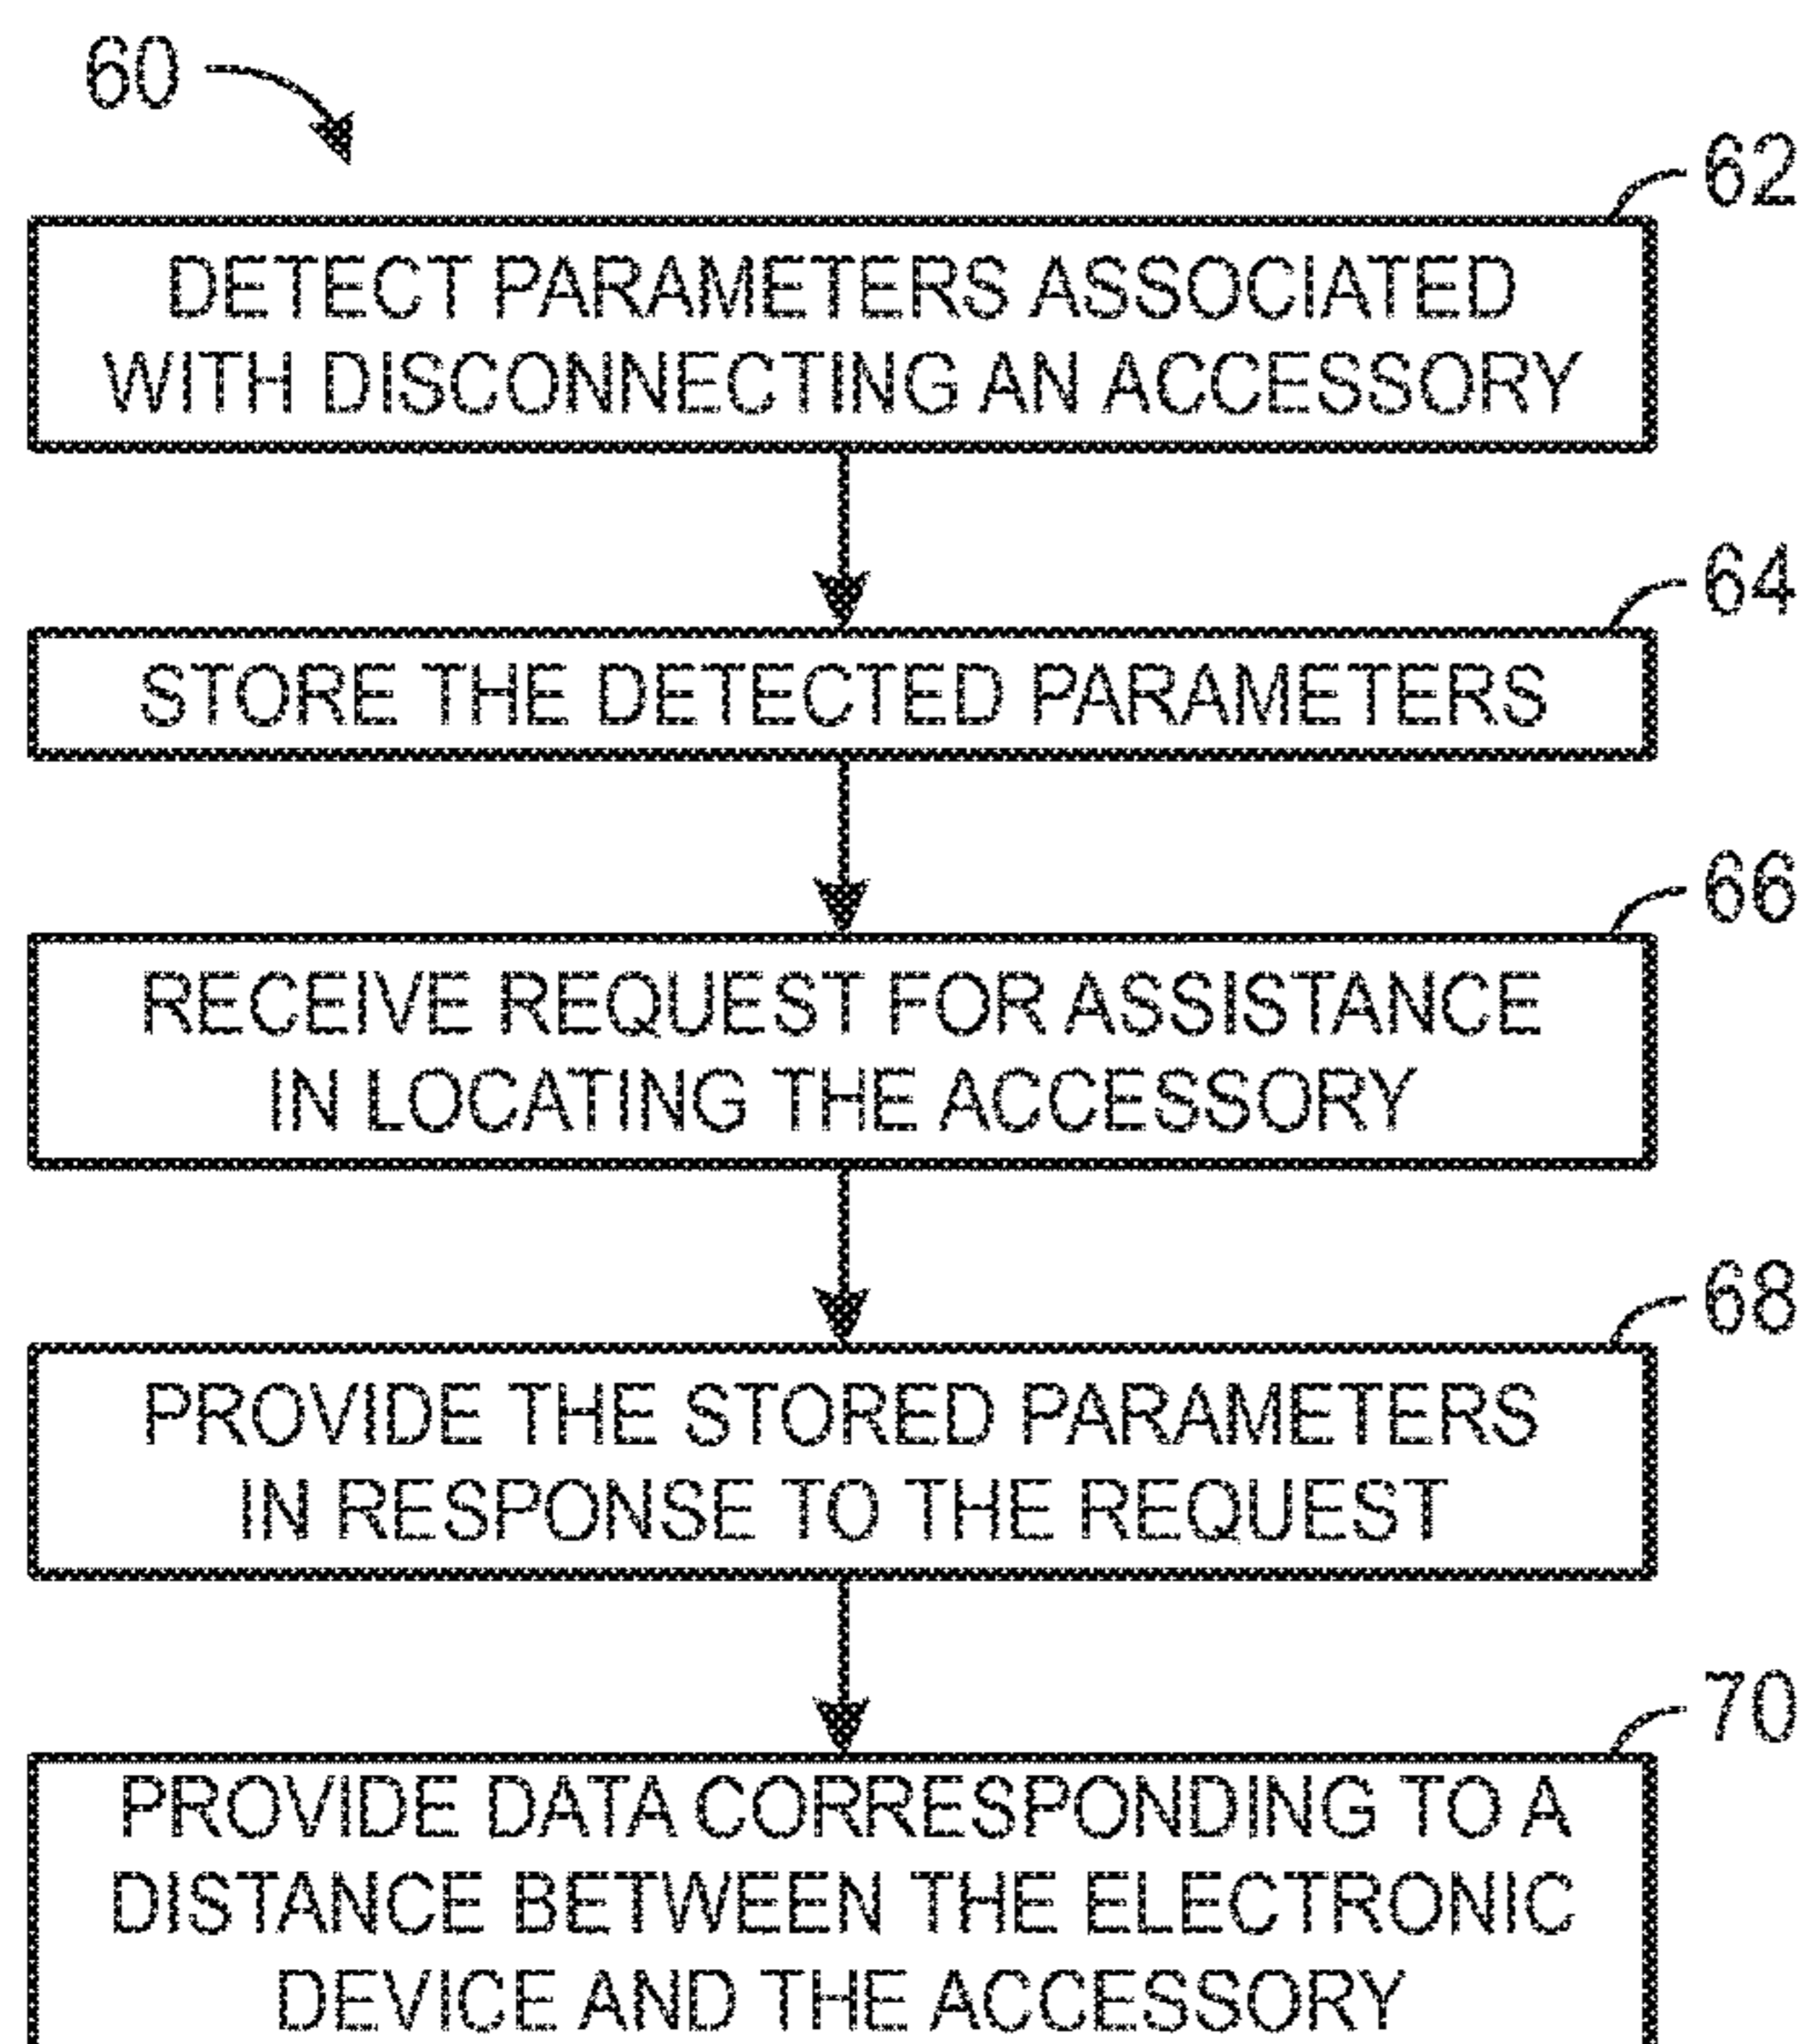 60
62
DETECT PARAMETERS ASSOCIATED
WITH DISCONNECTING AN ACCESSORY
64
STORE THE DETECTED PARAMETERS
66
RECEIVE REQUEST FOR ASSISTANCE
IN LOCATING THE ACCESSORY
68
PROVIDE THE STORED PARAMETERS
IN RESPONSE TO THE REQUEST
70
PROVIDE DATA CORRESPONDING TO A
DISTANCE BETWEEN THE ELECTRONIC
DEVICE AND THE ACCESSORY